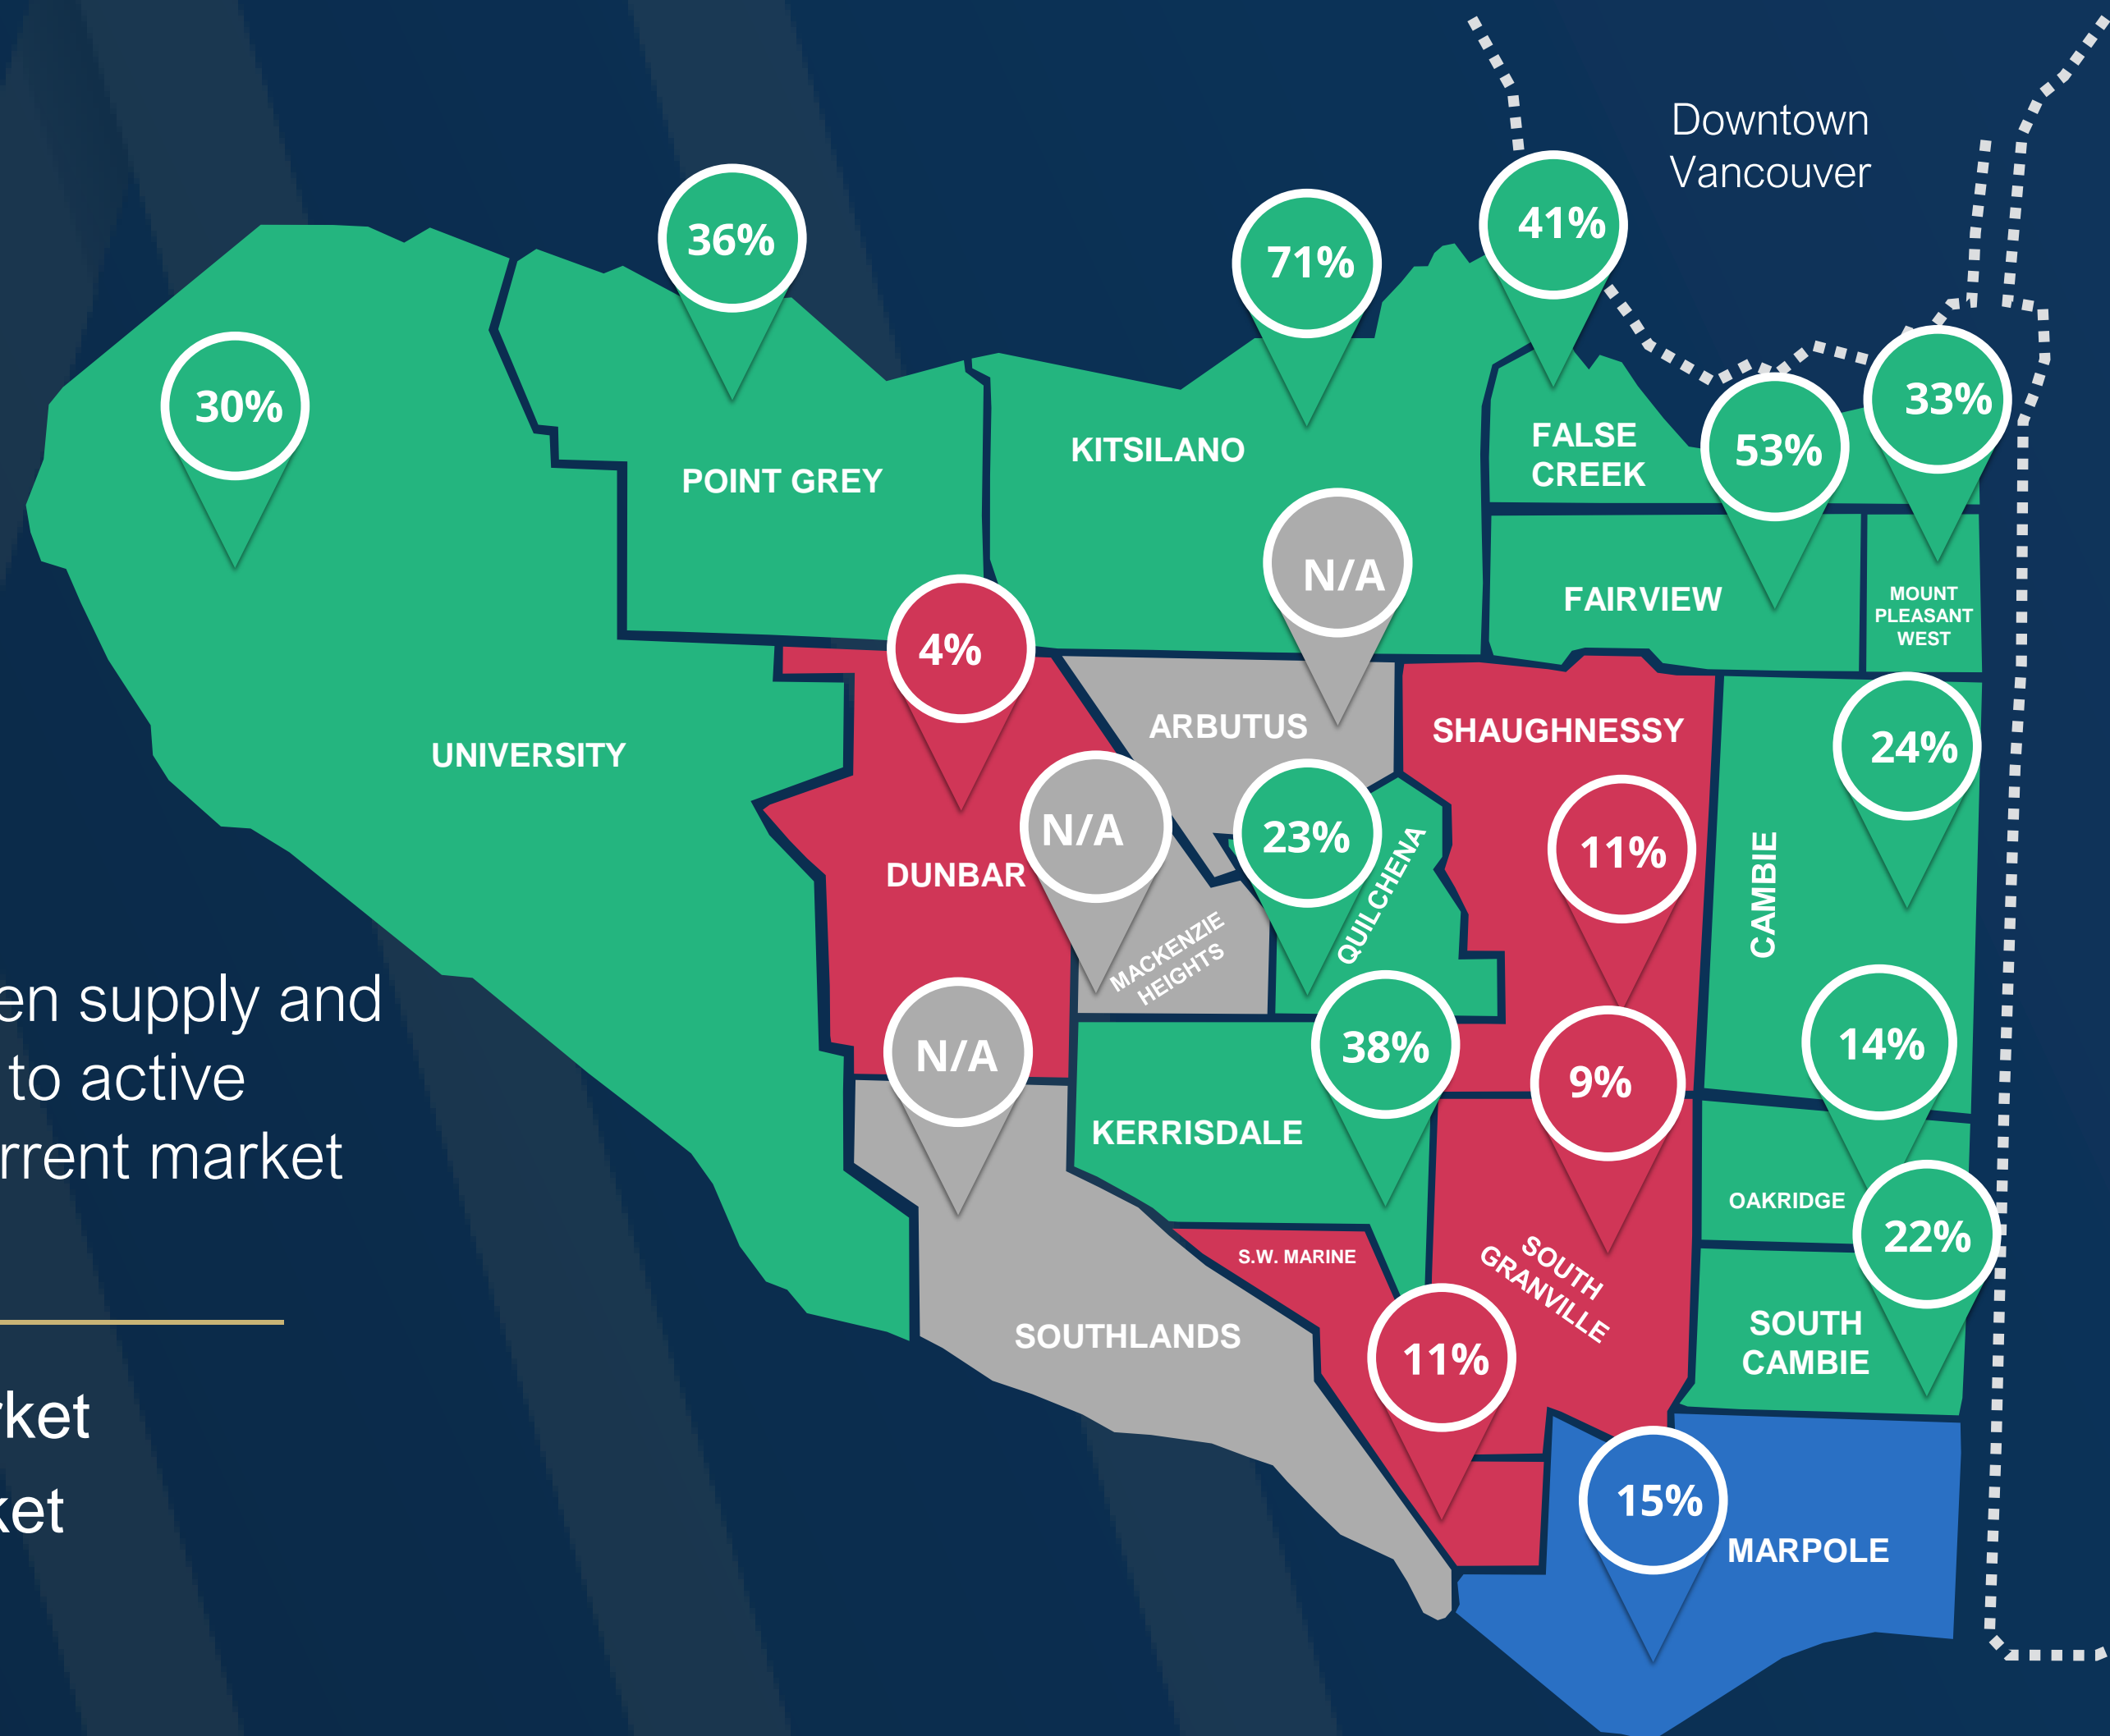 Downtown
Vancouver
36%
71%
41%
30%
33%
53%
FALSE
CREEK
KITSILANO
POINT GREY
N/A
FAIRVIEW
MOUNT
PLEASANT
WEST
4%
ARBUTUS
SHAUGHNESSY
UNIVERSITY
24%
N/A
23%
11%
DUNBAR
QUILCHENA
CAMBIE
MACKENZIE
HEIGHTS
en supply and
to active
rrent market
N/A
38%
9%
14%
KERRISDALE
OAKRIDGE
22%
S.W. MARINE
SOUTH
GRANVILLE
SOUTHLANDS
11%
SOUTH
CAMBIE
rket
ket
15%
MARPOLE